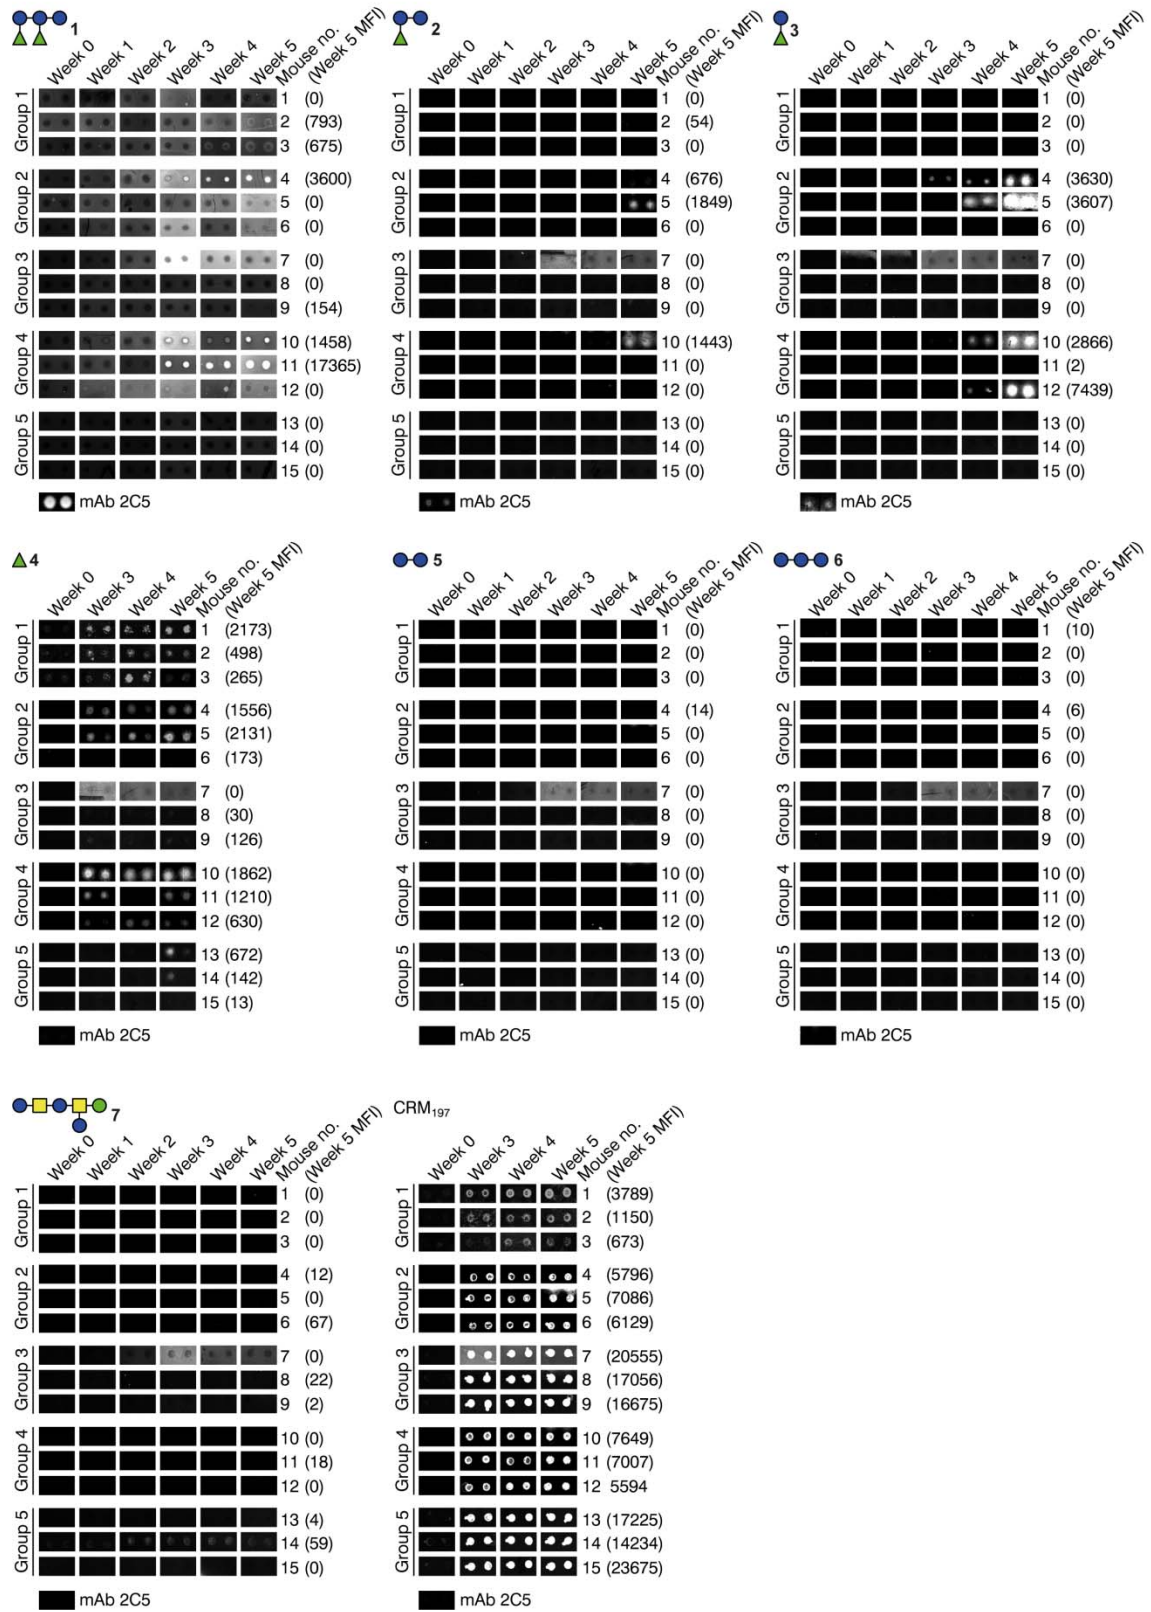 1
Week 0 Week 1 Week 2 Week 3 Week 4 Week 5 Mouse no. (Week 5 MFI)
Group 1
1 (0)
2 (793)
3 (675)
Group 2
4 (3600)
5 (0)
6 (0)
Group 3
7 (0)
8 (0)
9 (154)
Group 4
10 (1458)
11 (17365)
12 (0)
Group 5
13 (0)
14 (0)
15 (0)
mAb 2C5
2
Week 0 Week 1 Week 2 Week 3 Week 4 Week 5 Mouse no. (Week 5 MFI)
Group 1
1 (0)
2 (54)
3 (0)
Group 2
4 (676)
5 (1849)
6 (0)
Group 3
7 (0)
8 (0)
9 (0)
Group 4
10 (1443)
11 (0)
12 (0)
Group 5
13 (0)
14 (0)
15 (0)
mAb 2C5
3
Week 0 Week 1 Week 2 Week 3 Week 4 Week 5 Mouse no. (Week 5 MFI)
Group 1
1 (0)
2 (0)
3 (0)
Group 2
4 (3630)
5 (3607)
6 (0)
Group 3
7 (0)
8 (0)
9 (0)
Group 4
10 (2866)
11 (2)
12 (7439)
Group 5
13 (0)
14 (0)
15 (0)
mAb 2C5
4
Week 0 Week 3 Week 4 Week 5 Mouse no. (Week 5 MFI)
Group 1
1 (2173)
2 (498)
3 (265)
Group 2
4 (1556)
5 (2131)
6 (173)
Group 3
7 (0)
8 (30)
9 (126)
Group 4
10 (1862)
11 (1210)
12 (630)
Group 5
13 (672)
14 (142)
15 (13)
mAb 2C5
5
Week 0 Week 1 Week 2 Week 3 Week 4 Week 5 Mouse no. (Week 5 MFI)
Group 1
1 (0)
2 (0)
3 (0)
Group 2
4 (14)
5 (0)
6 (0)
Group 3
7 (0)
8 (0)
9 (0)
Group 4
10 (0)
11 (0)
12 (0)
Group 5
13 (0)
14 (0)
15 (0)
mAb 2C5
6
Week 0 Week 1 Week 2 Week 3 Week 4 Week 5 Mouse no. (Week 5 MFI)
Group 1
1 (10)
2 (0)
3 (0)
Group 2
4 (6)
5 (0)
6 (0)
Group 3
7 (0)
8 (0)
9 (0)
Group 4
10 (0)
11 (0)
12 (0)
Group 5
13 (0)
14 (0)
15 (0)
mAb 2C5
7
Week 0 Week 1 Week 2 Week 3 Week 4 Week 5 Mouse no. (Week 5 MFI)
Group 1
1 (0)
2 (0)
3 (0)
Group 2
4 (12)
5 (0)
6 (67)
Group 3
7 (0)
8 (22)
9 (2)
Group 4
10 (0)
11 (18)
12 (0)
Group 5
13 (4)
14 (59)
15 (0)
mAb 2C5
CRM₁₉₇
Week 0 Week 3 Week 4 Week 5 Mouse no. (Week 5 MFI)
Group 1
1 (3789)
2 (1150)
3 (673)
Group 2
4 (5796)
5 (7086)
6 (6129)
Group 3
7 (20555)
8 (17056)
9 (16675)
Group 4
10 (7649)
11 (7007)
12 5594
Group 5
13 (17225)
14 (14234)
15 (23675)
mAb 2C5